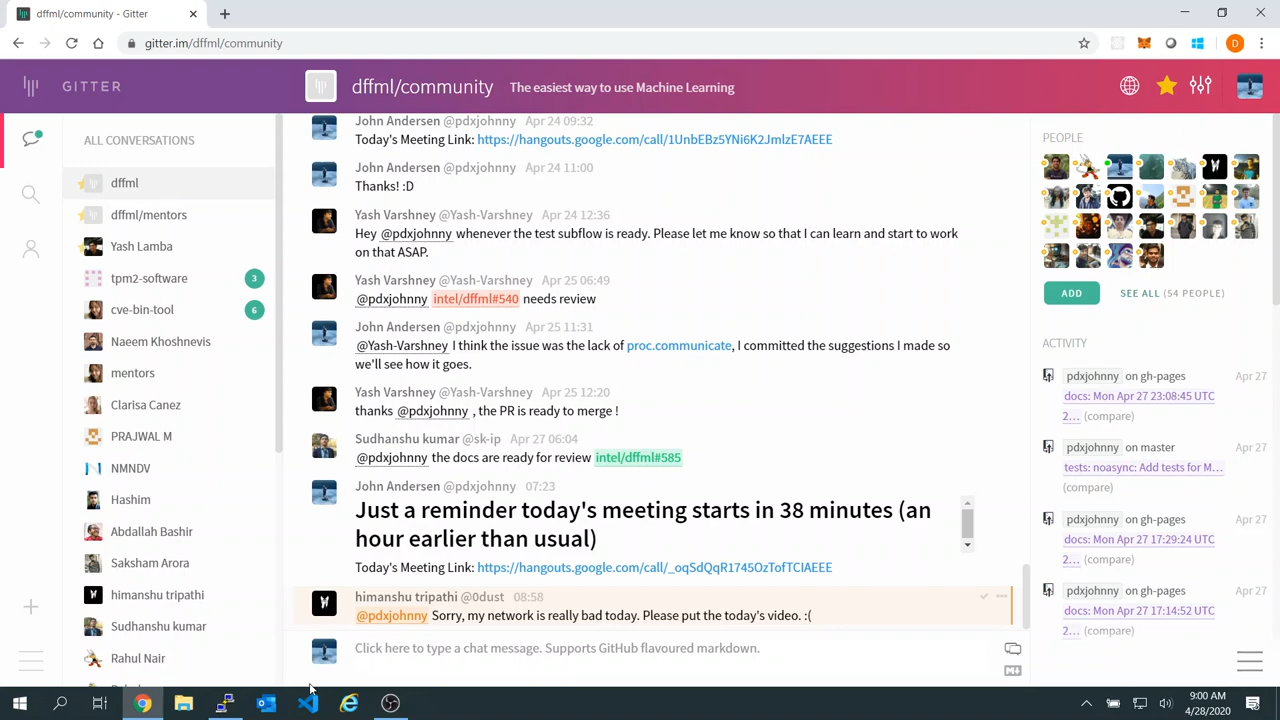 dffml/community - Gitter
gitter.im/dffml/community
D
GITTER
dffml/community
The easiest way to use Machine Learning
ALL CONVERSATIONS
dffml
dffml/mentors
Yash Lamba
tpm2-software
3
cve-bin-tool
6
Naeem Khoshnevis
mentors
Clarisa Canez
PRAJWAL M
NMNDV
Hashim
Abdallah Bashir
Saksham Arora
himanshu tripathi
Sudhanshu kumar
Rahul Nair
John Andersen @pdxjohnny Apr 24 09:32
Today's Meeting Link: https://hangouts.google.com/call/1UnbEBz5YNi6K2JmlzE7AEEE
John Andersen @pdxjohnny Apr 24 11:00
Thanks! :D
Yash Varshney @Yash-Varshney Apr 24 12:36
Hey @pdxjohnny whenever the test subflow is ready. Please let me know so that I can learn and start to work
on that ASAP.
Yash Varshney @Yash-Varshney Apr 25 06:49
@pdxjohnny intel/dffml#540 needs review
John Andersen @pdxjohnny Apr 25 11:31
@Yash-Varshney I think the issue was the lack of proc.communicate, I committed the suggestions I made so
we'll see how it goes.
Yash Varshney @Yash-Varshney Apr 25 12:20
thanks @pdxjohnny , the PR is ready to merge !
Sudhanshu kumar @sk-ip Apr 27 06:04
@pdxjohnny the docs are ready for review intel/dffml#585
John Andersen @pdxjohnny 07:23
Just a reminder today's meeting starts in 38 minutes (an
hour earlier than usual)
Today's Meeting Link: https://hangouts.google.com/call/_oqSdQqR1745OzTofTCIAEEE
himanshu tripathi @0dust 08:58
@pdxjohnny Sorry, my network is really bad today. Please put the today's video. :(
Click here to type a chat message. Supports GitHub flavoured markdown.
PEOPLE
ADD
SEE ALL (54 PEOPLE)
ACTIVITY
pdxjohnny on gh-pages Apr 27
docs: Mon Apr 27 23:08:45 UTC
2… (compare)
pdxjohnny on master Apr 27
tests: noasync: Add tests for M…
(compare)
pdxjohnny on gh-pages Apr 27
docs: Mon Apr 27 17:29:24 UTC
2… (compare)
pdxjohnny on gh-pages Apr 27
docs: Mon Apr 27 17:14:52 UTC
2… (compare)
9:00 AM
4/28/2020